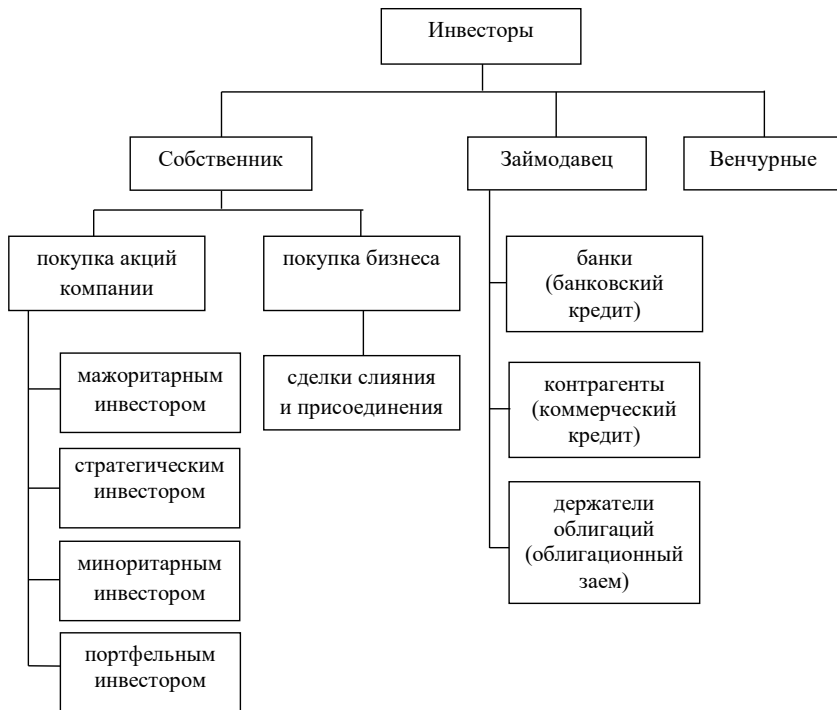 Инвесторы
Собственник
Займодавец
Венчурные
покупка акций
компании
покупка бизнеса
банки
(банковский
кредит)
мажоритарным
инвестором
сделки слияния
и присоединения
контрагенты
(коммерческий
кредит)
стратегическим
инвестором
держатели
облигаций
(облигационный
заем)
миноритарным
инвестором
портфельным
инвестором